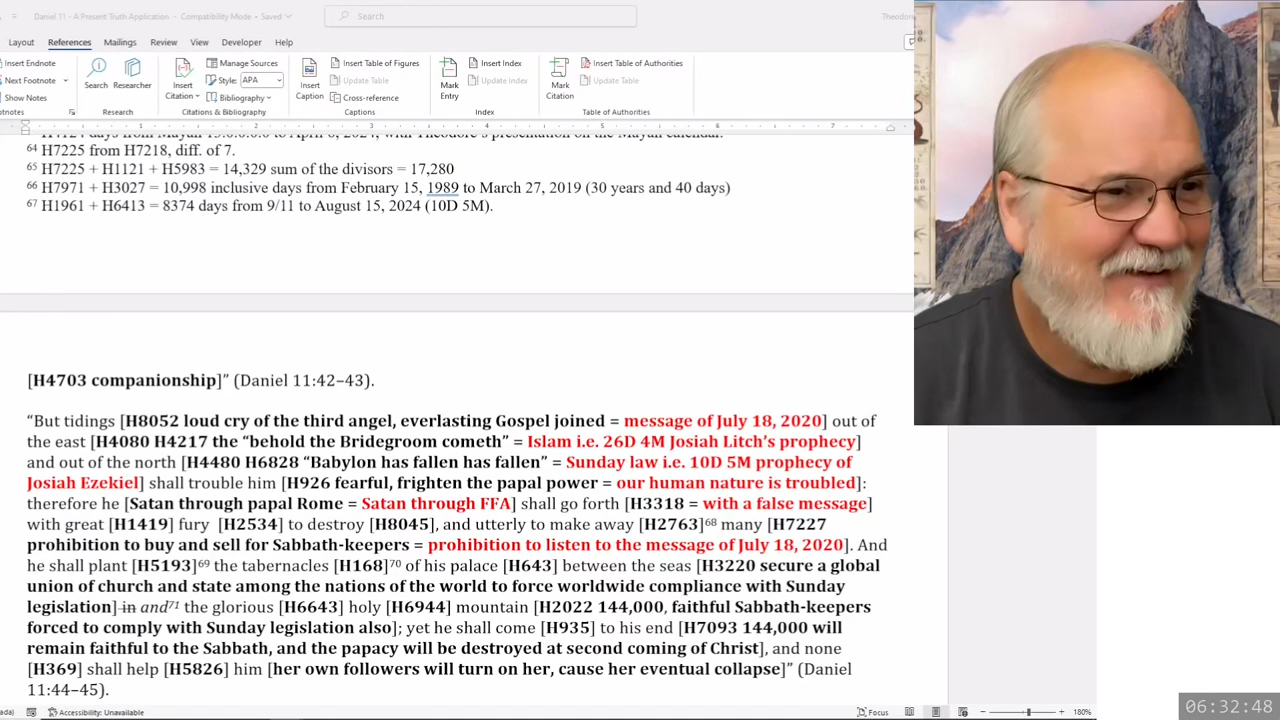 Daniel 11 - A Present Truth Application - Compatibility Mode - Saved
Search
Theodor
Layout References Mailings Review View Developer Help
Insert Endnote
Next Footnote
Show Notes
Search
Researcher
Research
Insert Citation
Manage Sources
Style: APA
Bibliography
Citations & Bibliography
Insert Caption
Insert Table of Figures
Update Table
Cross-reference
Captions
Mark Entry
Insert Index
Update Index
Index
Mark Citation
Insert Table of Authorities
Update Table
Table of Authorities
64 H7225 from H7218, diff. of 7.
65 H7225 + H1121 + H5983 = 14,329 sum of the divisors = 17,280
66 H7971 + H3027 = 10,998 inclusive days from February 15, 1989 to March 27, 2019 (30 years and 40 days)
67 H1961 + H6413 = 8374 days from 9/11 to August 15, 2024 (10D 5M).
[H4703 companionship]” (Daniel 11:42–43).
“But tidings [H8052 loud cry of the third angel, everlasting Gospel joined = message of July 18, 2020] out of
the east [H4080 H4217 the “behold the Bridegroom cometh” = Islam i.e. 26D 4M Josiah Litch’s prophecy]
and out of the north [H4480 H6828 “Babylon has fallen has fallen” = Sunday law i.e. 10D 5M prophecy of
Josiah Ezekiel] shall trouble him [H926 fearful, frighten the papal power = our human nature is troubled]:
therefore he [Satan through papal Rome = Satan through FFA] shall go forth [H3318 = with a false message]
with great [H1419] fury [H2534] to destroy [H8045], and utterly to make away [H2763]68 many [H7227
prohibition to buy and sell for Sabbath-keepers = prohibition to listen to the message of July 18, 2020]. And
he shall plant [H5193]69 the tabernacles [H168]70 of his palace [H643] between the seas [H3220 secure a global
union of church and state among the nations of the world to force worldwide compliance with Sunday
legislation] in and71 the glorious [H6643] holy [H6944] mountain [H2022 144,000, faithful Sabbath-keepers
forced to comply with Sunday legislation also]; yet he shall come [H935] to his end [H7093 144,000 will
remain faithful to the Sabbath, and the papacy will be destroyed at second coming of Christ], and none
[H369] shall help [H5826] him [her own followers will turn on her, cause her eventual collapse]” (Daniel
11:44–45).
Accessibility: Unavailable
Focus
180%
06:32:48